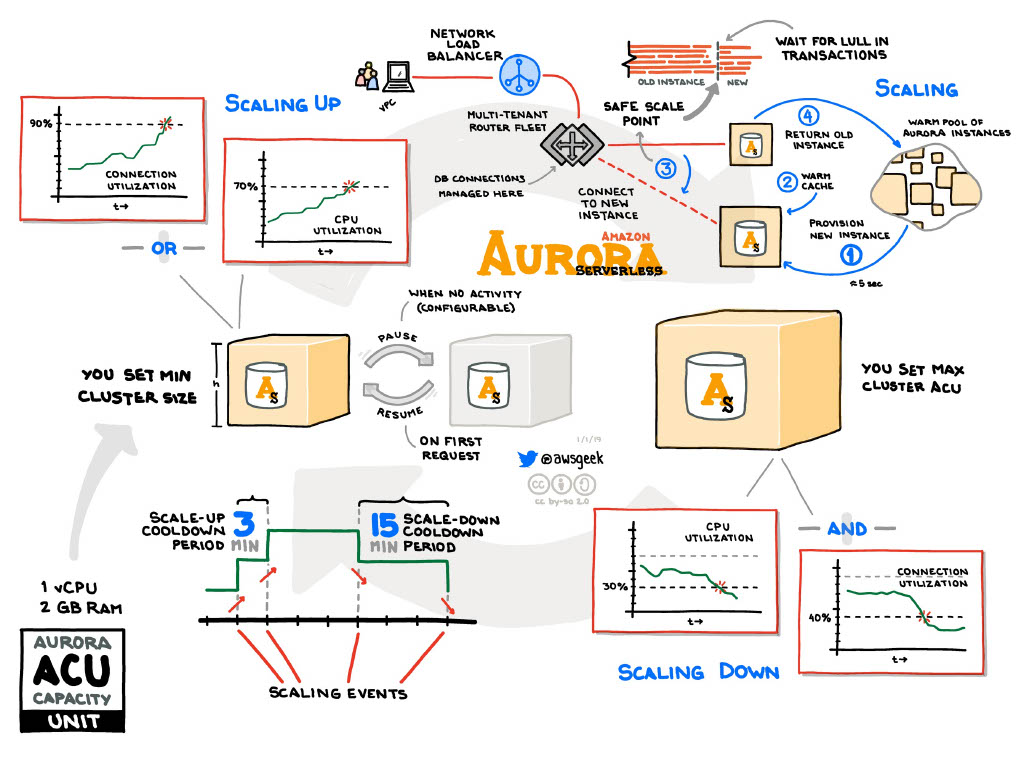 NETWORK
LOAD
BALANCER
VPC
MULTI-TENANT
ROUTER FLEET
DB CONNECTIONS
MANAGED HERE
WAIT FOR LULL IN
TRANSACTIONS
OLD INSTANCE
NEW
SAFE SCALE
POINT
SCALING
4
RETURN OLD
INSTANCE
WARM POOL OF
AURORA INSTANCES
AS
3
2
WARM
CACHE
CONNECT
TO NEW
INSTANCE
AS
PROVISION
NEW INSTANCE
1
≈5 sec
AMAZON
AURORA
SERVERLESS
SCALING UP
90%
CONNECTION
UTILIZATION
t→
OR
70%
CPU
UTILIZATION
t→
WHEN NO ACTIVITY
(CONFIGURABLE)
PAUSE
YOU SET MIN
CLUSTER SIZE
h
AS
AS
RESUME
ON FIRST
REQUEST
AS
YOU SET MAX
CLUSTER ACU
1/1/19
@awsgeek
cc
cc by-sa 2.0
SCALE-UP
COOLDOWN
PERIOD
3
MIN
15
MIN
SCALE-DOWN
COOLDOWN
PERIOD
SCALING EVENTS
1 vCPU
2 GB RAM
AURORA
ACU
CAPACITY
UNIT
CPU
UTILIZATION
30%
t→
AND
CONNECTION
UTILIZATION
40%
t→
SCALING DOWN